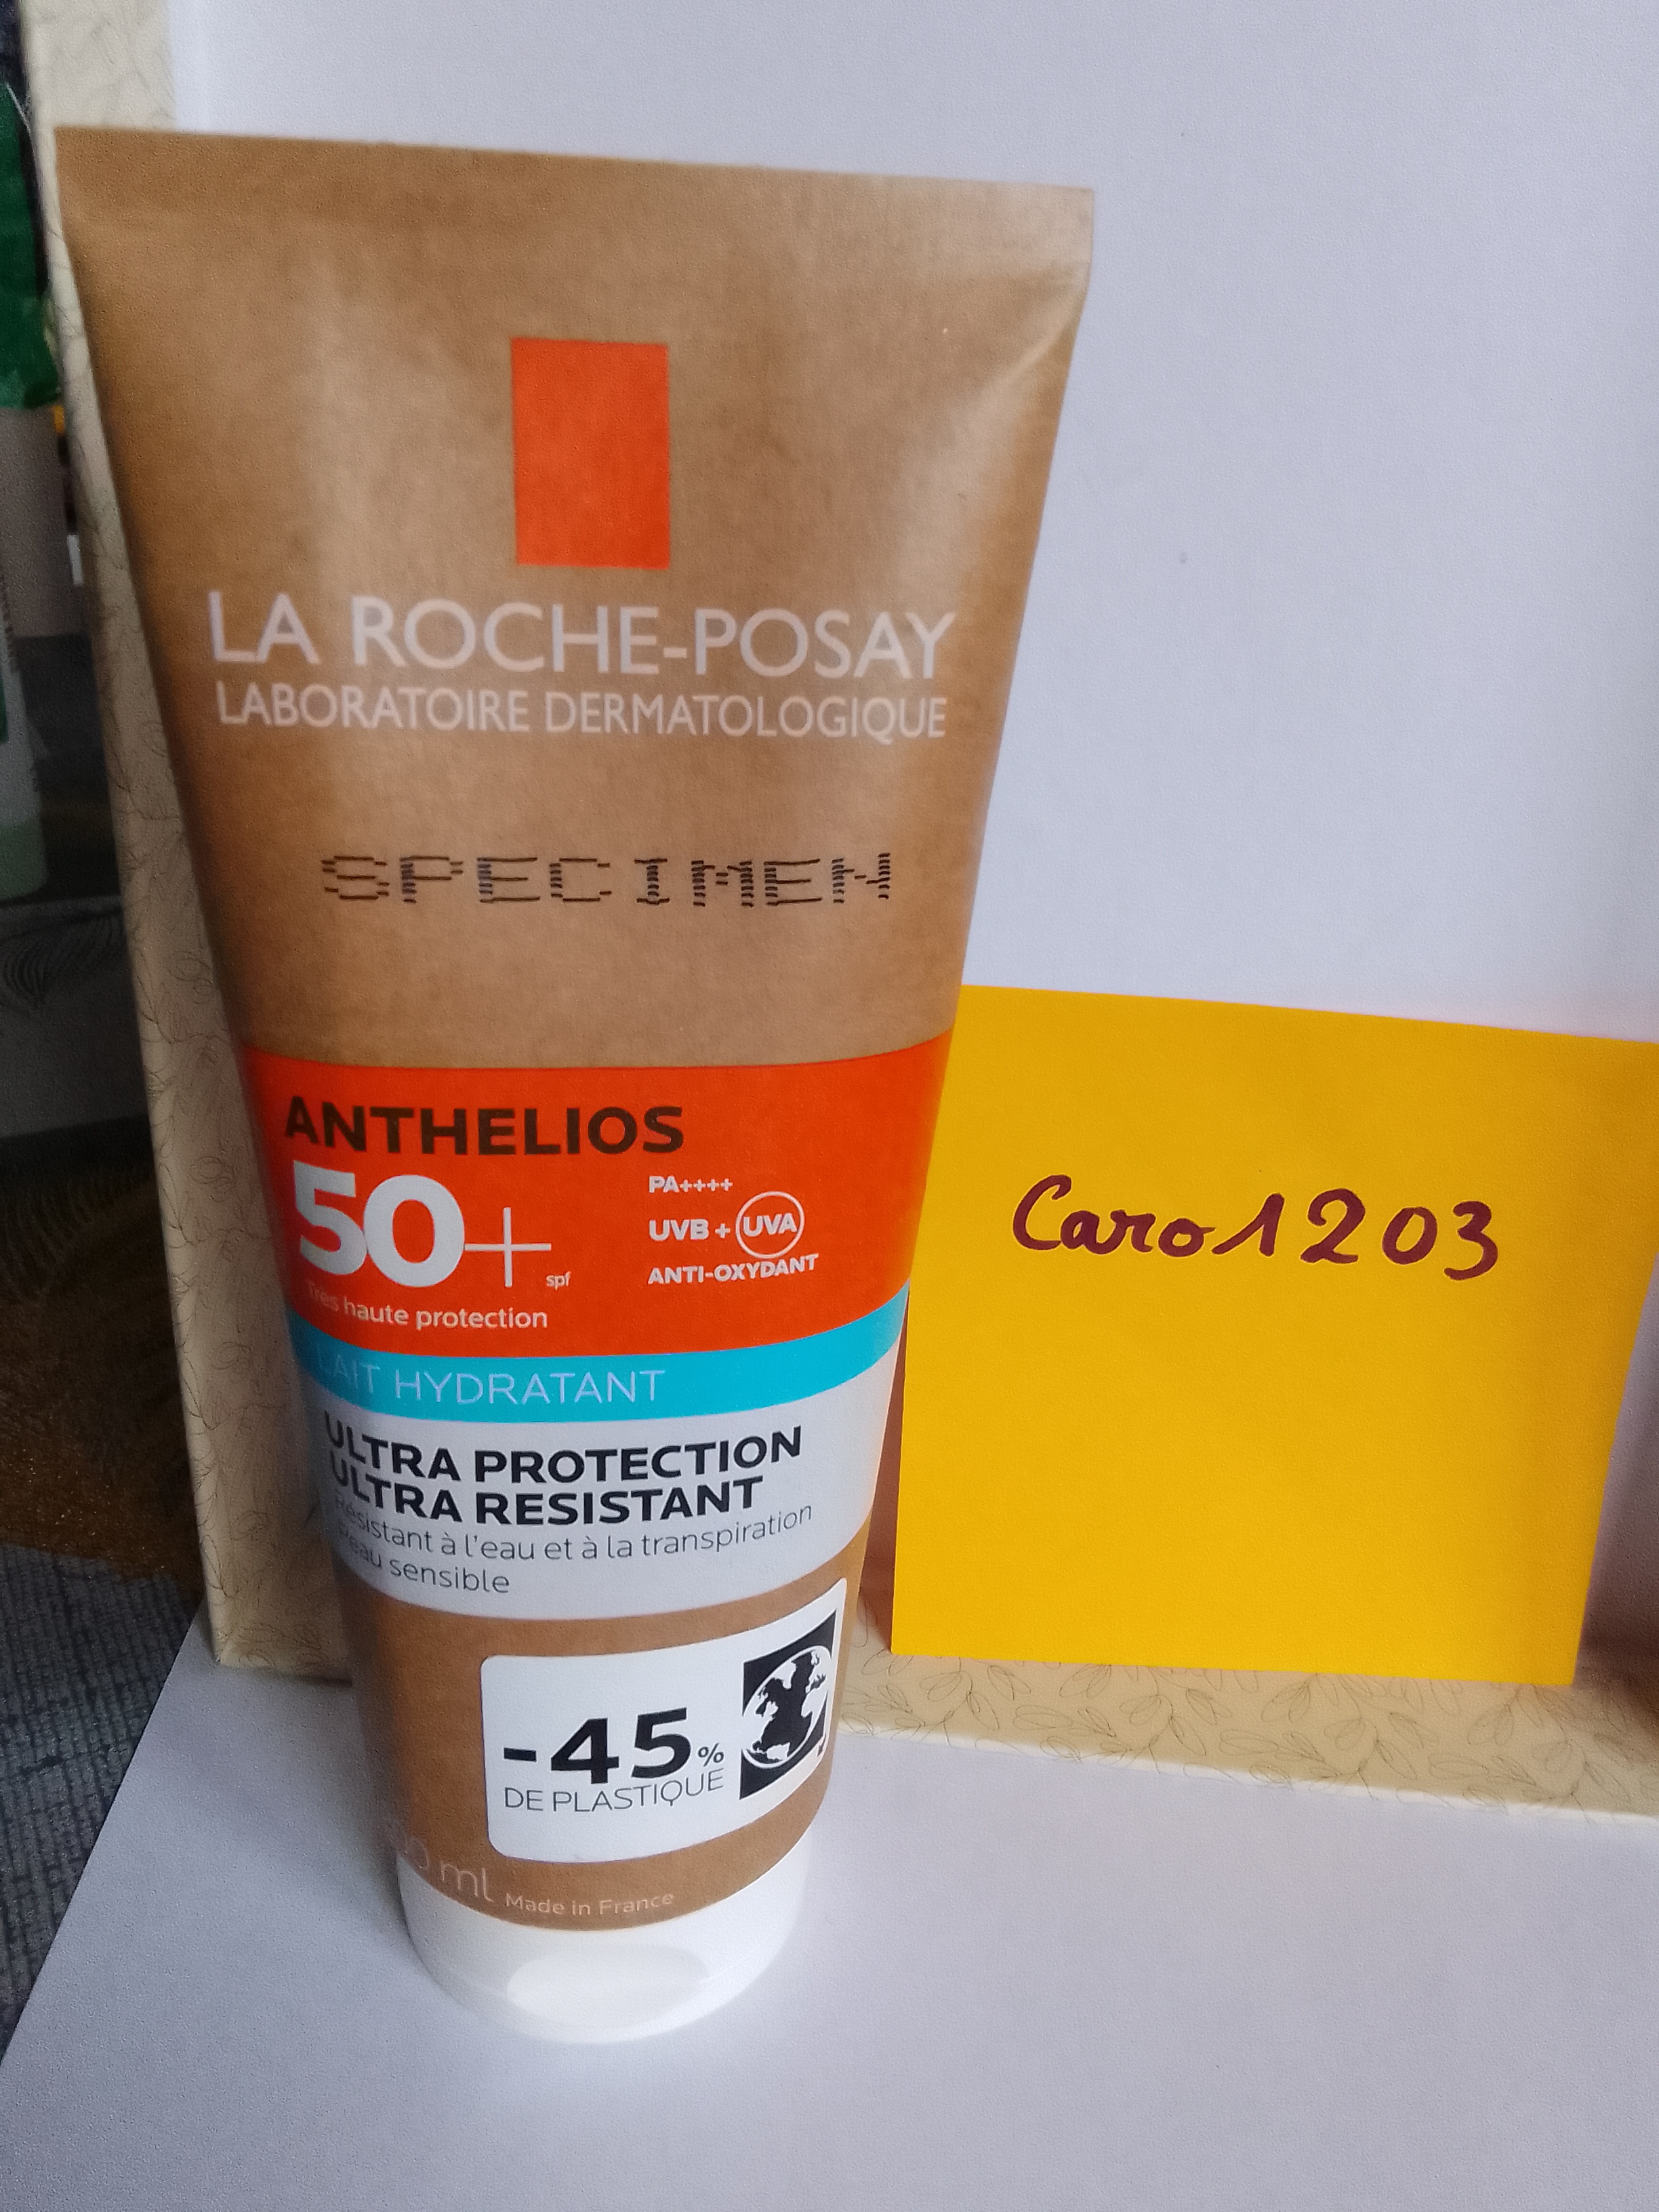 LA ROCHE-POSAY
LABORATOIRE DERMATOLOGIQUE
SPECIMEN
ANTHELIOS
50+ spf
PA++++
UVB + UVA
ANTI-OXYDANT
Très haute protection
LAIT HYDRATANT
ULTRA PROTECTION
ULTRA RESISTANT
Résistant à l'eau et à la transpiration
Peau sensible
-45%
DE PLASTIQUE
ml Made in France
Caro1203